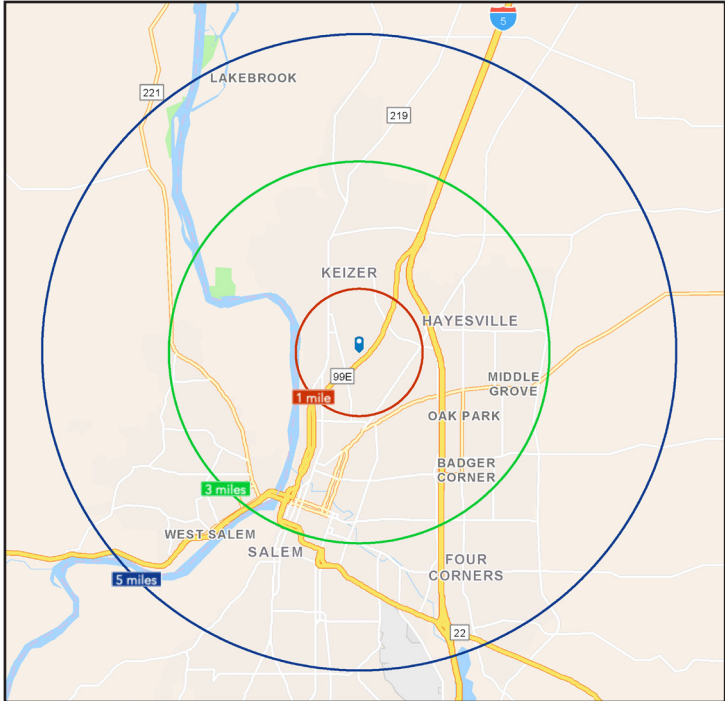 5
LAKEBROOK
221
219
KEIZER
HAYESVILLE
99E
MIDDLE
GROVE
1 mile
OAK PARK
BADGER
CORNER
3 miles
WEST SALEM
SALEM
FOUR
CORNERS
5 miles
22